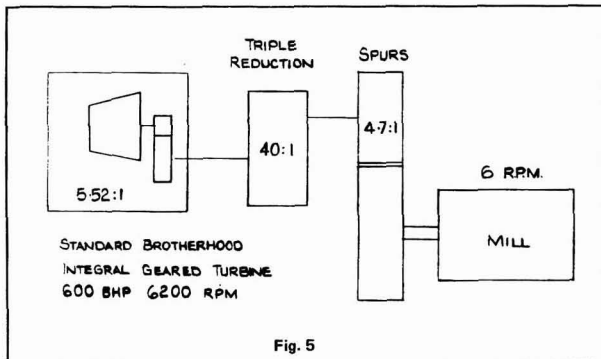 TRIPLE
REDUCTION
SPURS
5·52:1
40:1
4·7:1
6 R.P.M.
MILL
STANDARD BROTHERHOOD
INTEGRAL GEARED TURBINE
600 BHP 6200 RPM
Fig. 5